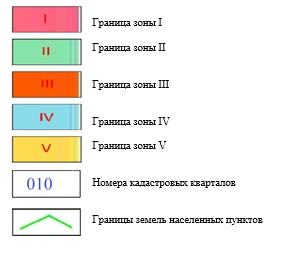 I Граница зоны I
II Граница зоны II
III Граница зоны III
IV Граница зоны IV
V Граница зоны V
010 Номера кадастровых кварталов
Границы земель населенных пунктов